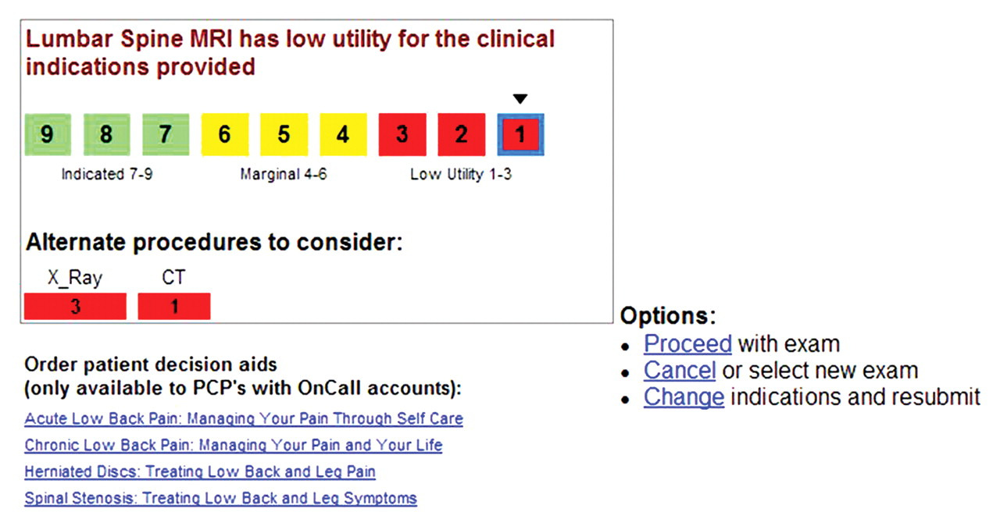 Lumbar Spine MRI has low utility for the clinical
indications provided
9 8 7 6 5 4 3 2 1
Indicated 7-9 Marginal 4-6 Low Utility 1-3
Alternate procedures to consider:
X_Ray CT
3 1
Order patient decision aids
(only available to PCP's with OnCall accounts):
Acute Low Back Pain: Managing Your Pain Through Self Care
Chronic Low Back Pain: Managing Your Pain and Your Life
Herniated Discs: Treating Low Back and Leg Pain
Spinal Stenosis: Treating Low Back and Leg Symptoms
Options:
• Proceed with exam
• Cancel or select new exam
• Change indications and resubmit